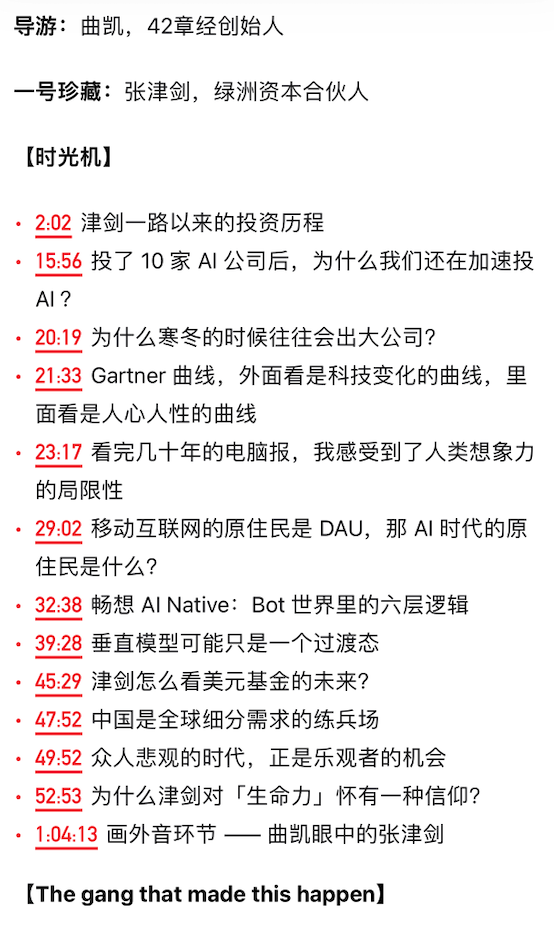 导游：曲凯，42章经创始人
一号珍藏：张津剑，绿洲资本合伙人
【时光机】
• 2:02 津剑一路以来的投资历程
• 15:56 投了 10 家 AI 公司后，为什么我们还在加速投
AI ?
• 20:19 为什么寒冬的时候往往会出大公司?
• 21:33 Gartner 曲线，外面看是科技变化的曲线，里
面看是人心人性的曲线
• 23:17 看完几十年的电脑报，我感受到了人类想象力
的局限性
• 29:02 移动互联网的原住民是 DAU，那 AI 时代的原
住民是什么?
• 32:38 畅想 AI Native：Bot 世界里的六层逻辑
• 39:28 垂直模型可能只是一个过渡态
• 45:29 津剑怎么看美元基金的未来?
• 47:52 中国是全球细分需求的练兵场
• 49:52 众人悲观的时代，正是乐观者的机会
• 52:53 为什么津剑对「生命力」怀有一种信仰?
• 1:04:13 画外音环节 —— 曲凯眼中的张津剑
【The gang that made this happen】